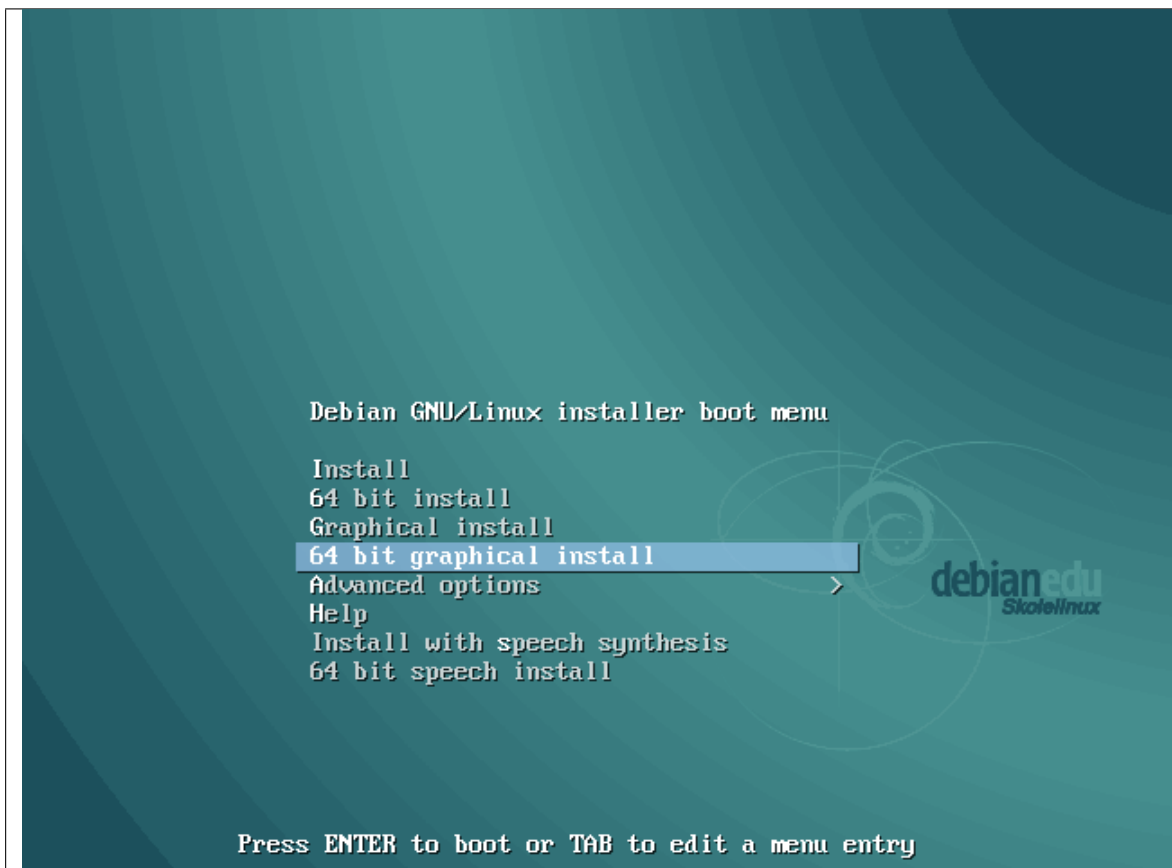 Debian GNU/Linux installer boot menu
Install
64 bit install
Graphical install
64 bit graphical install
Advanced options >
Help
Install with speech synthesis
64 bit speech install
debianedu
Skolelinux
Press ENTER to boot or TAB to edit a menu entry